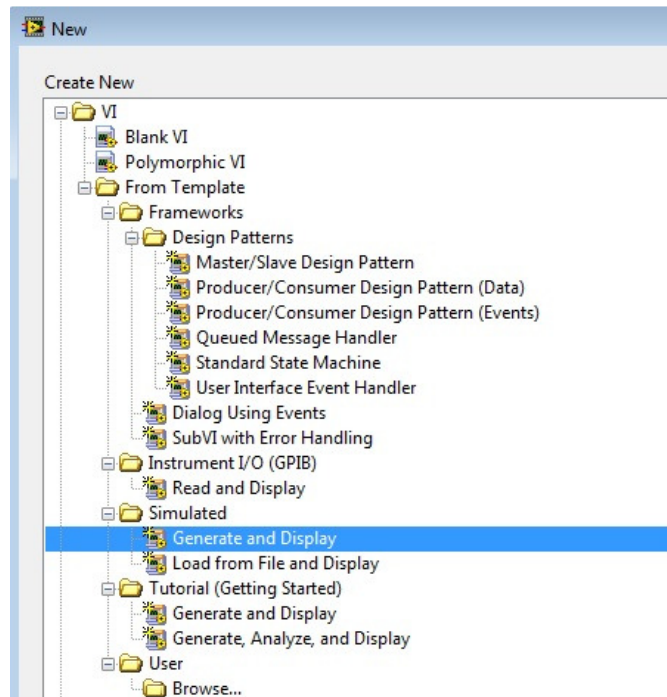 New
Create New
VI
Blank VI
Polymorphic VI
From Template
Frameworks
Design Patterns
Master/Slave Design Pattern
Producer/Consumer Design Pattern (Data)
Producer/Consumer Design Pattern (Events)
Queued Message Handler
Standard State Machine
User Interface Event Handler
Dialog Using Events
SubVI with Error Handling
Instrument I/O (GPIB)
Read and Display
Simulated
Generate and Display
Load from File and Display
Tutorial (Getting Started)
Generate and Display
Generate, Analyze, and Display
User
Browse...